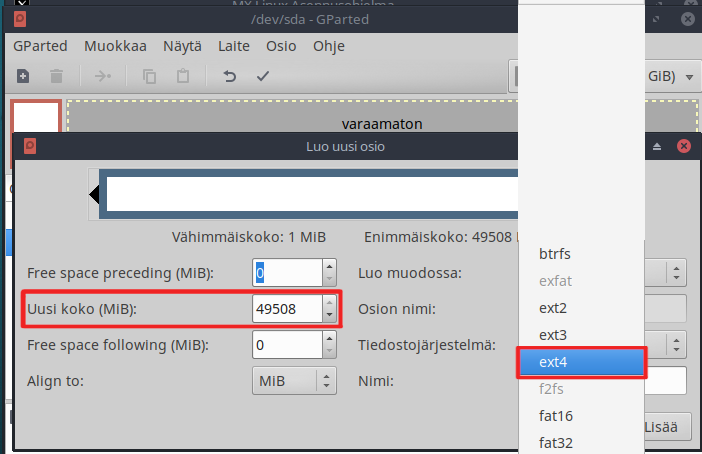 MX Linux Asennusohjelma
/dev/sda - GParted
GParted Muokkaa Näytä Laite Osio Ohje
GiB)
varaamaton
Luo uusi osio
Vähimmäiskoko: 1 MiB Enimmäiskoko: 49508
Free space preceding (MiB): 0 Luo muodossa:
Uusi koko (MiB): 49508 Osion nimi:
Free space following (MiB): 0 Tiedostojärjestelmä:
Align to: MiB Nimi:
btrfs
exfat
ext2
ext3
ext4
f2fs
fat16
fat32
Lisää